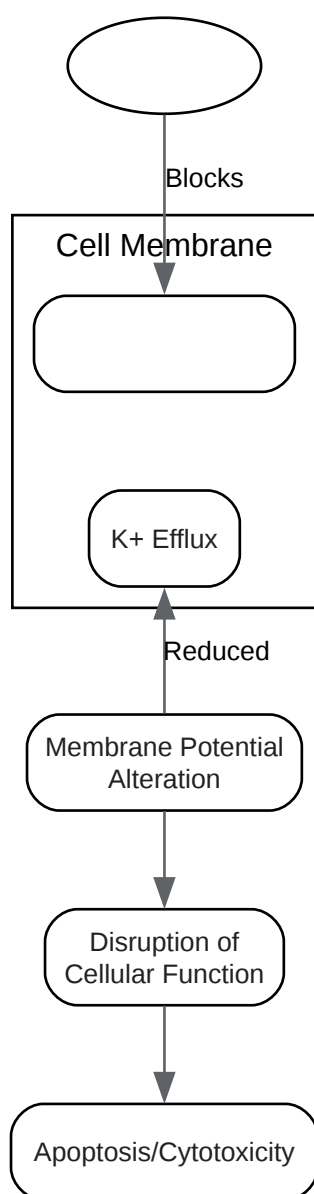 Blocks
Cell Membrane
K+ Efflux
Reduced
Membrane Potential
Alteration
Disruption of
Cellular Function
Apoptosis/Cytotoxicity